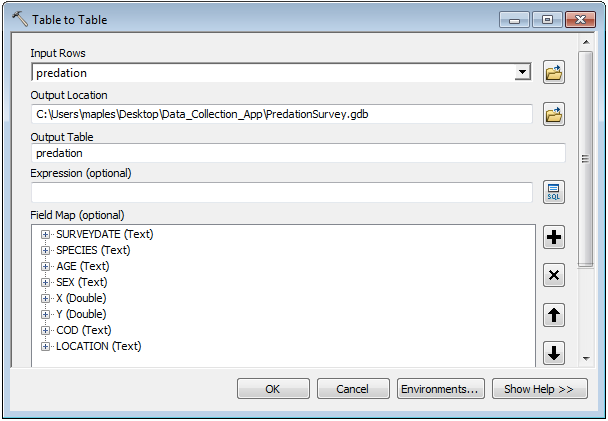 Table to Table
Input Rows
predation
Output Location
C:\Users\maples\Desktop\Data_Collection_App\PredationSurvey.gdb
Output Table
predation
Expression (optional)
SQL
Field Map (optional)
SURVEYDATE (Text)
SPECIES (Text)
AGE (Text)
SEX (Text)
X (Double)
Y (Double)
COD (Text)
LOCATION (Text)
OK
Cancel
Environments...
Show Help >>